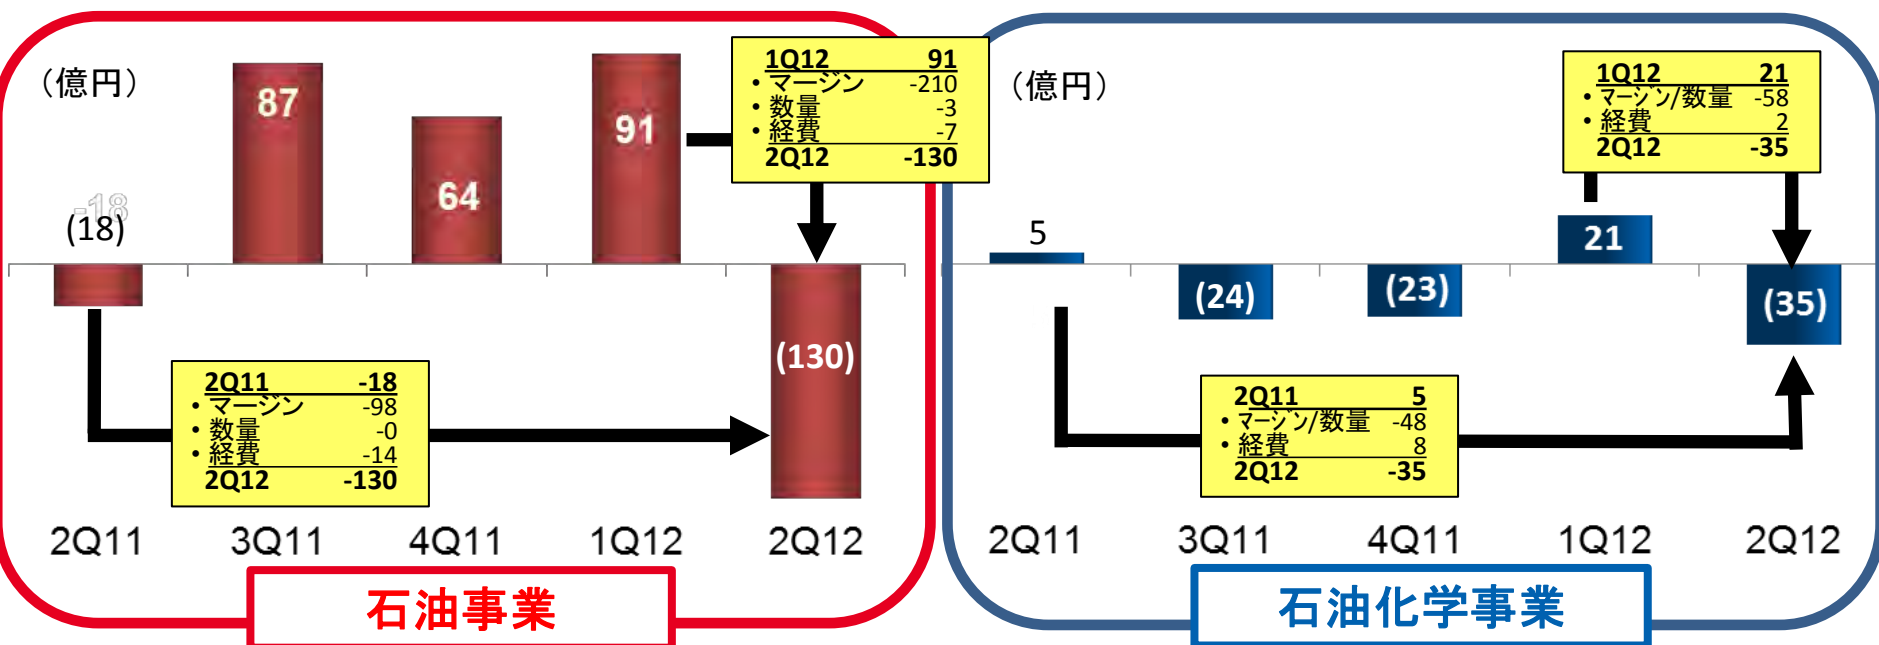 （億円）
87
64
91
-18
(18)
(130)
1Q12 91
・マージン -210
・数量 -3
・経費 -7
2Q12 -130
2Q11 -18
・マージン -98
・数量 -0
・経費 -14
2Q12 -130
2Q11 3Q11 4Q11 1Q12 2Q12
石油事業
（億円）
5
(24)
(23)
21
(35)
1Q12 21
・マージン/数量 -58
・経費 2
2Q12 -35
2Q11 5
・マージン/数量 -48
・経費 8
2Q12 -35
2Q11 3Q11 4Q11 1Q12 2Q12
石油化学事業